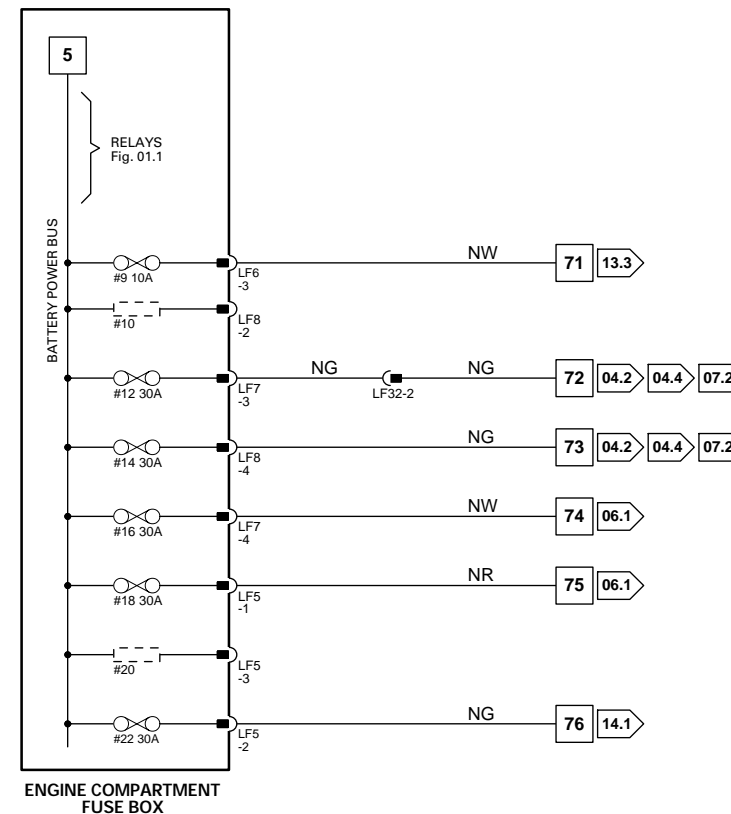 5
RELAYS
Fig. 01.1
BATTERY POWER BUS
#9 10A
LF6
-3
NW
71 13.3
#10
LF8
-2
#12 30A
LF7
-3
NG
LF32-2
NG
72 04.2 04.4 07.2
#14 30A
LF8
-4
NG
73 04.2 04.4 07.2
#16 30A
LF7
-4
NW
74 06.1
#18 30A
LF5
-1
NR
75 06.1
#20
LF5
-3
#22 30A
LF5
-2
NG
76 14.1
ENGINE COMPARTMENT
FUSE BOX